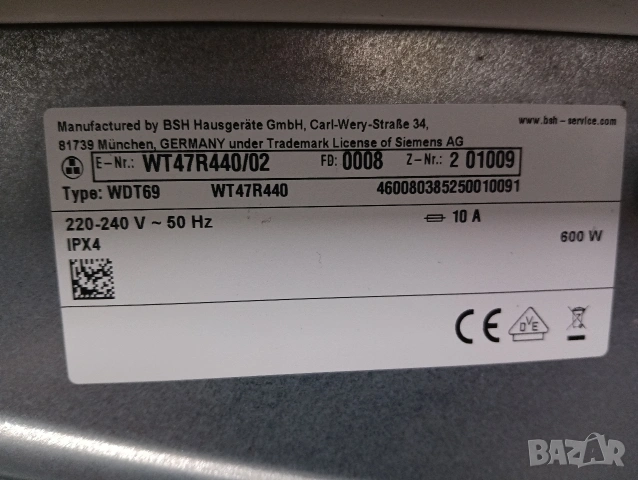 Manufactured by BSH Hausgeräte GmbH, Carl-Wery-Straße 34,
www.bsh-service.com
81739 München, GERMANY under Trademark License of Siemens AG
E-Nr.: WT47R440/02 FD: 0008 Z-Nr.: 2 01009
Type: WDT69 WT47R440 460080385250010091
220-240 V ~ 50 Hz 10 A
IPX4 600 W
CE OVE
BAZAR